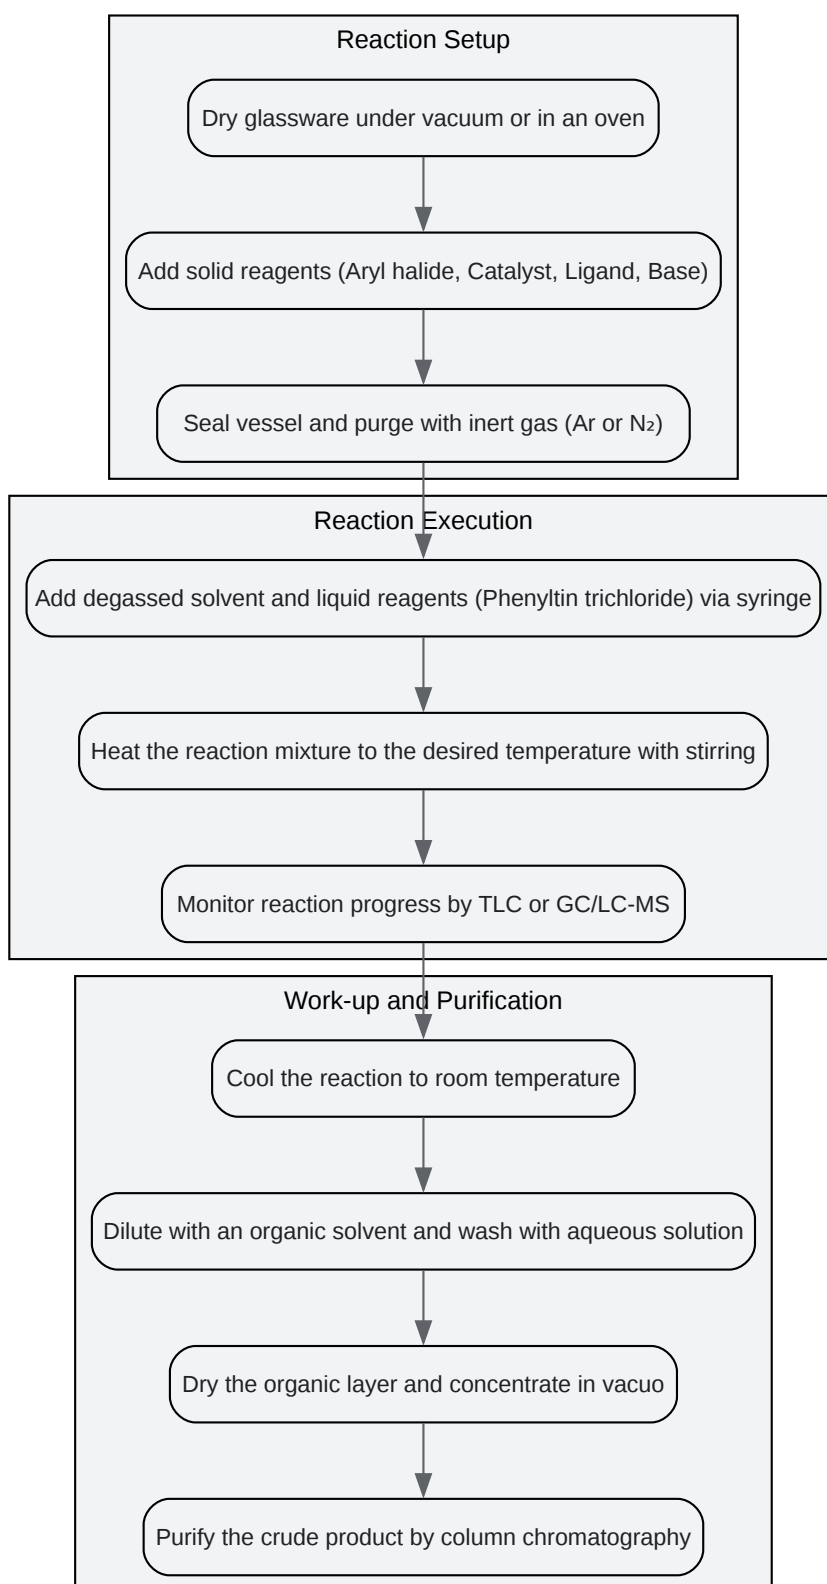 Reaction Setup
Dry glassware under vacuum or in an oven
Add solid reagents (Aryl halide, Catalyst, Ligand, Base)
Seal vessel and purge with inert gas (Ar or N₂)
Reaction Execution
Add degassed solvent and liquid reagents (Phenyltin trichloride) via syringe
Heat the reaction mixture to the desired temperature with stirring
Monitor reaction progress by TLC or GC/LC-MS
Work-up and Purification
Cool the reaction to room temperature
Dilute with an organic solvent and wash with aqueous solution
Dry the organic layer and concentrate in vacuo
Purify the crude product by column chromatography